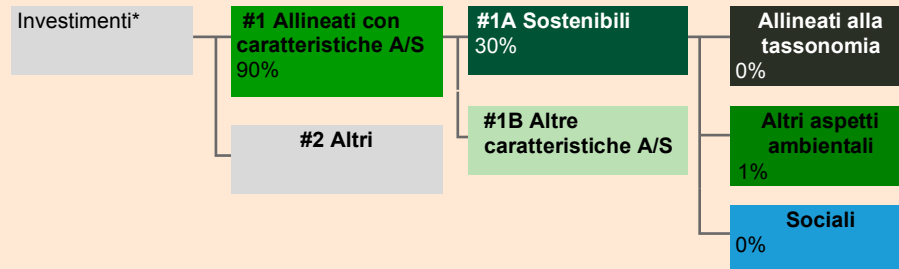 Investimenti*
#1 Allineati con
caratteristiche A/S
90%
#2 Altri
#1A Sostenibili
30%
#1B Altre
caratteristiche A/S
Allineati alla
tassonomia
0%
Altri aspetti
ambientali
1%
Sociali
0%